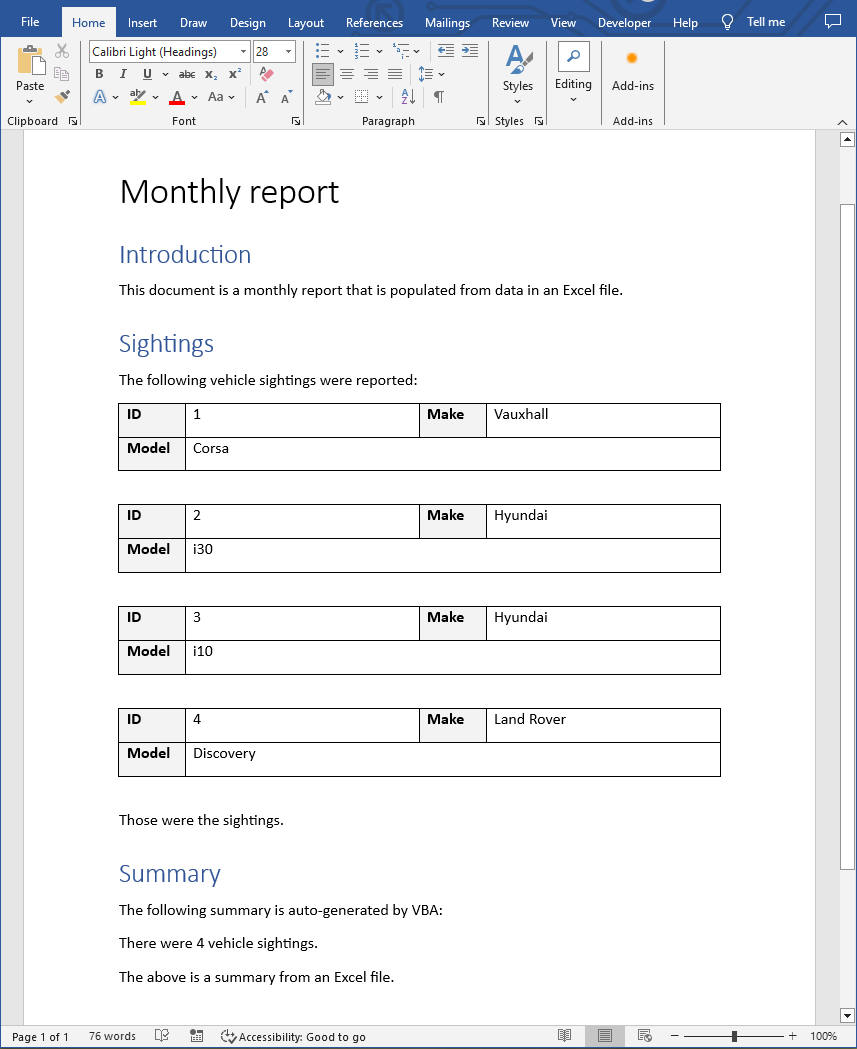 File Home Insert Draw Design Layout References Mailings Review View Developer Help Tell me
Calibri Light (Headings) 28
Paste B I U abc x₂ x² Styles Editing Add-ins
A ab A Aa A A A Z ¶
Clipboard Font Paragraph Styles Add-ins
Monthly report
Introduction
This document is a monthly report that is populated from data in an Excel file.
Sightings
The following vehicle sightings were reported:
ID 1 Make Vauxhall
Model Corsa
ID 2 Make Hyundai
Model i30
ID 3 Make Hyundai
Model i10
ID 4 Make Land Rover
Model Discovery
Those were the sightings.
Summary
The following summary is auto-generated by VBA:
There were 4 vehicle sightings.
The above is a summary from an Excel file.
Page 1 of 1 76 words Accessibility: Good to go 100%